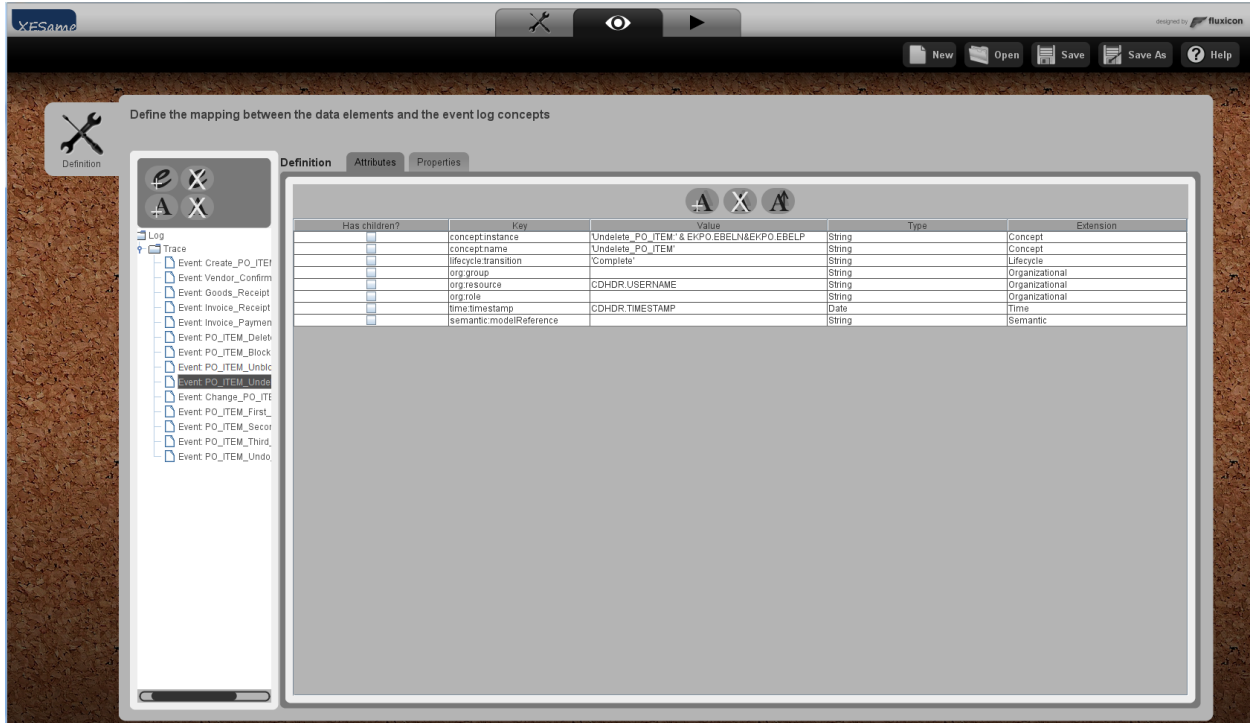 XESame
designed by fluxicon
New Open Save Save As Help
Define the mapping between the data elements and the event log concepts
Definition
Definition Attributes Properties
Has children? Key Value Type Extension
concept:instance 'Undelete_PO_ITEM:' & EKPO.EBELN&EKPO.EBELP String Concept
concept:name 'Undelete_PO_ITEM' String Concept
lifecycle:transition 'Complete' String Lifecycle
org:group String Organizational
org:resource CDHDR.USERNAME String Organizational
org:role String Organizational
time:timestamp CDHDR.TIMESTAMP Date Time
semantic:modelReference String Semantic
Log
Trace
Event: Create_PO_ITEM
Event: Vendor_Confirm
Event: Goods_Receipt
Event: Invoice_Receipt
Event: Invoice_Paymen
Event: PO_ITEM_Delet
Event: PO_ITEM_Block
Event: PO_ITEM_Unblo
Event: PO_ITEM_Unde
Event: Change_PO_ITE
Event: PO_ITEM_First_
Event: PO_ITEM_Secor
Event: PO_ITEM_Third_
Event: PO_ITEM_Undo_